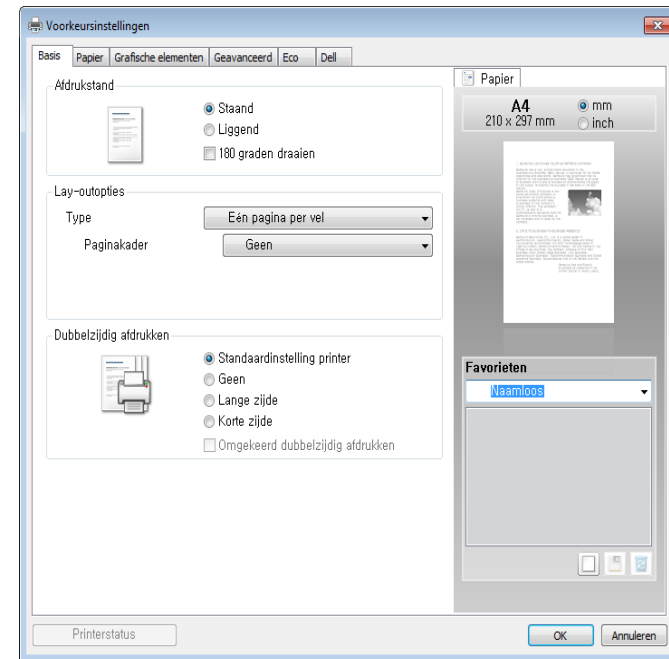 Voorkeursinstellingen
Basis Papier Grafische elementen Geavanceerd Eco Dell
Afdrukstand
Staand
Liggend
180 graden draaien
Lay-outopties
Type Eén pagina per vel
Paginakader Geen
Dubbelzijdig afdrukken
Standaardinstelling printer
Geen
Lange zijde
Korte zijde
Omgekeerd dubbelzijdig afdrukken
Papier
A4
210 x 297 mm
mm
inch
Favorieten
Naamloos
Printerstatus OK Annuleren